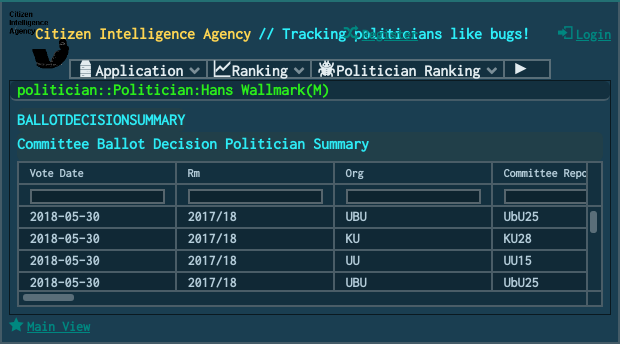 Citizen
Intelligence
Agency
Citizen Intelligence Agency // Tracking politicians like bugs!
Register
Login
Application Ranking Politician Ranking
politician::Politician:Hans Wallmark(M)
BALLOTDECISIONSUMMARY
Committee Ballot Decision Politician Summary
Vote Date Rm Org Committee Repo
2018-05-30 2017/18 UBU UbU25
2018-05-30 2017/18 KU KU28
2018-05-30 2017/18 UU UU15
2018-05-30 2017/18 UBU UbU25
Main View